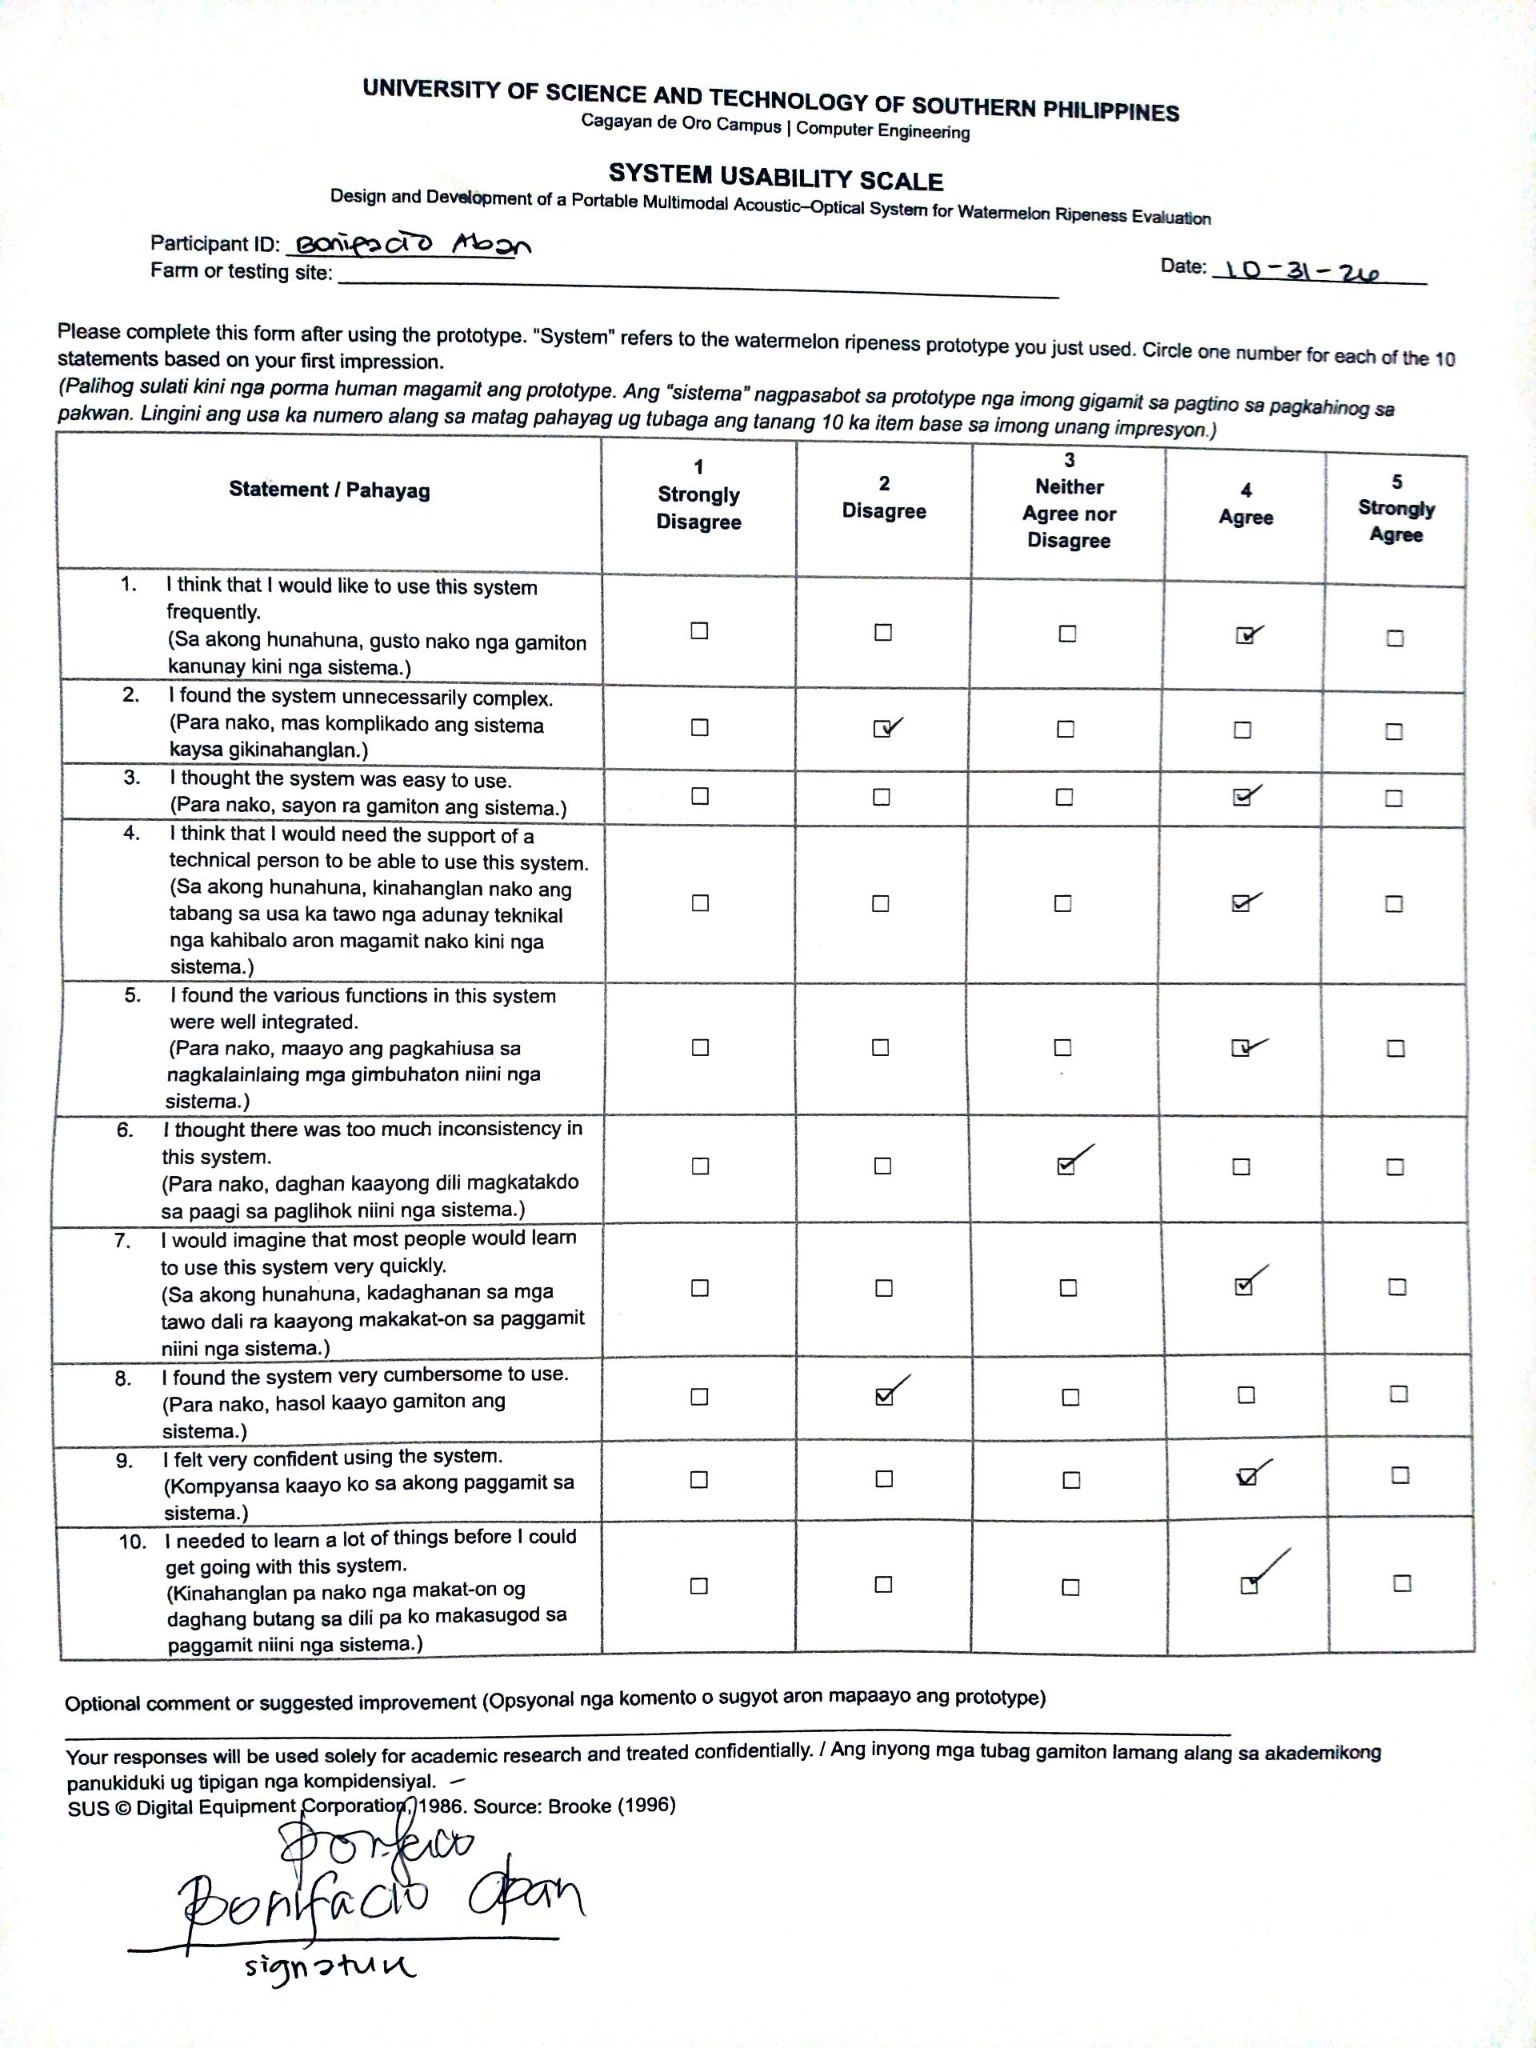 UNIVERSITY OF SCIENCE AND TECHNOLOGY OF SOUTHERN PHILIPPINES
Cagayan de Oro Campus | Computer Engineering
SYSTEM USABILITY SCALE
Design and Development of a Portable Multimodal Acoustic–Optical System for Watermelon Ripeness Evaluation
Participant ID: Bonifacio Aban
Farm or testing site:
Date: 10-31-26
Please complete this form after using the prototype. "System" refers to the watermelon ripeness prototype you just used. Circle one number for each of the 10
statements based on your first impression.
(Palihog sulati kini nga porma human magamit ang prototype. Ang "sistema" nagpasabot sa prototype nga imong gigamit sa pagtino sa pagkahinog sa
pakwan. Lingini ang usa ka numero alang sa matag pahayag ug tubaga ang tanang 10 ka item base sa imong unang impresyon.)
Statement / Pahayag
1
Strongly
Disagree
2
Disagree
3
Neither
Agree nor
Disagree
4
Agree
5
Strongly
Agree
1. I think that I would like to use this system
frequently.
(Sa akong hunahuna, gusto nako nga gamiton
kanunay kini nga sistema.)
2. I found the system unnecessarily complex.
(Para nako, mas komplikado ang sistema
kaysa gikinahanglan.)
3. I thought the system was easy to use.
(Para nako, sayon ra gamiton ang sistema.)
4. I think that I would need the support of a
technical person to be able to use this system.
(Sa akong hunahuna, kinahanglan nako ang
tabang sa usa ka tawo nga adunay teknikal
nga kahibalo aron magamit nako kini nga
sistema.)
5. I found the various functions in this system
were well integrated.
(Para nako, maayo ang pagkahiusa sa
nagkalainlaing mga gimbuhaton niini nga
sistema.)
6. I thought there was too much inconsistency in
this system.
(Para nako, daghan kaayong dili magkatakdo
sa paagi sa paglihok niini nga sistema.)
7. I would imagine that most people would learn
to use this system very quickly.
(Sa akong hunahuna, kadaghanan sa mga
tawo dali ra kaayong makakat-on sa paggamit
niini nga sistema.)
8. I found the system very cumbersome to use.
(Para nako, hasol kaayo gamiton ang
sistema.)
9. I felt very confident using the system.
(Kompyansa kaayo ko sa akong paggamit sa
sistema.)
10. I needed to learn a lot of things before I could
get going with this system.
(Kinahanglan pa nako nga makat-on og
daghang butang sa dili pa ko makasugod sa
paggamit niini nga sistema.)
Optional comment or suggested improvement (Opsyonal nga komento o sugyot aron mapaayo ang prototype)
Your responses will be used solely for academic research and treated confidentially. / Ang inyong mga tubag gamiton lamang alang sa akademikong
panukiduki ug tipigan nga kompidensiyal.
SUS © Digital Equipment Corporation, 1986. Source: Brooke (1996)
Bonifacio Aban
signature